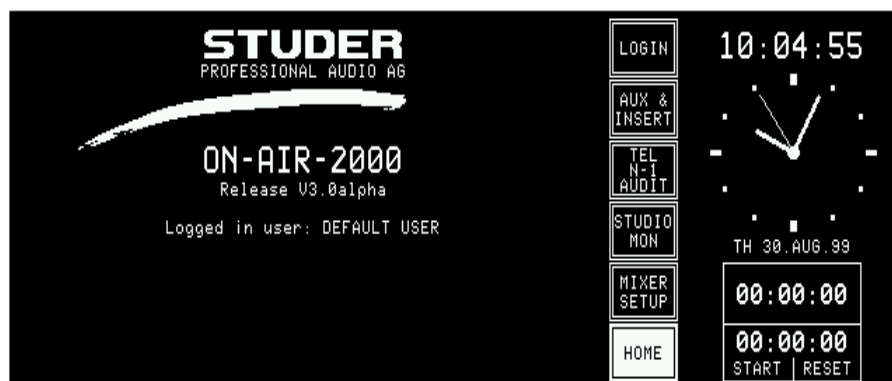 STUDER
PROFESSIONAL AUDIO AG
ON-AIR-2000
Release V3.0alpha
Logged in user: DEFAULT USER
LOGIN
AUX &
INSERT
TEL
N-1
AUDIT
STUDIO
MON
MIXER
SETUP
HOME
10:04:55
TH 30.AUG.99
00:00:00
00:00:00
START RESET